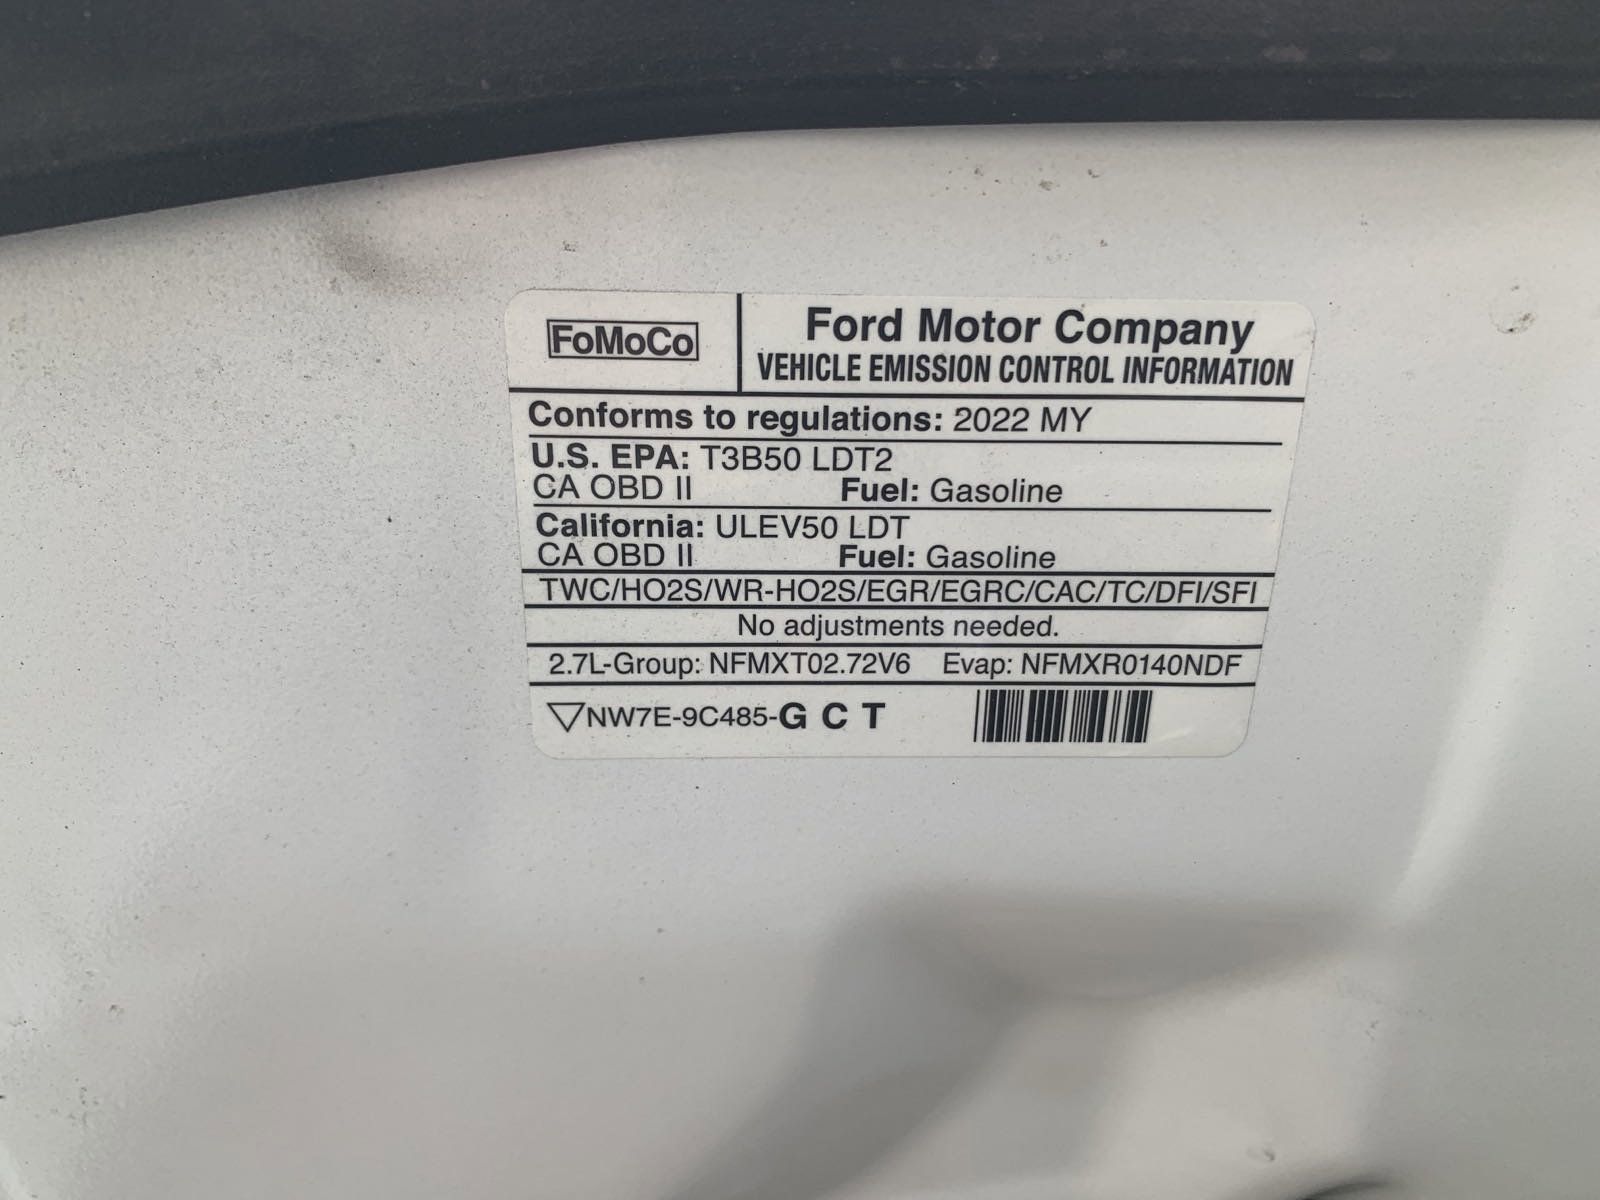 FoMoCo
Ford Motor Company
VEHICLE EMISSION CONTROL INFORMATION
Conforms to regulations: 2022 MY
U.S. EPA: T3B50 LDT2
CA OBD II Fuel: Gasoline
California: ULEV50 LDT
CA OBD II Fuel: Gasoline
TWC/HO2S/WR-HO2S/EGR/EGRC/CAC/TC/DFI/SFI
No adjustments needed.
2.7L-Group: NFMXT02.72V6 Evap: NFMXR0140NDF
NW7E-9C485-G C T